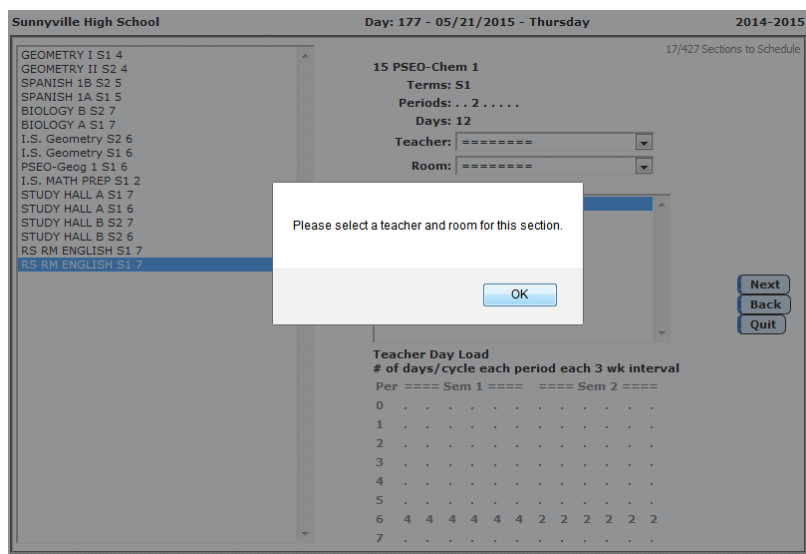 Sunnyville High School Day: 177 - 05/21/2015 - Thursday 2014-2015
17/427 Sections to Schedule
GEOMETRY I S1 4
GEOMETRY II S2 4
SPANISH 1B S2 5
SPANISH 1A S1 5
BIOLOGY B S2 7
BIOLOGY A S1 7
I.S. Geometry S2 6
I.S. Geometry S1 6
PSEO-Geog 1 S1 6
I.S. MATH PREP S1 2
STUDY HALL A S1 7
STUDY HALL A S1 6
STUDY HALL B S2 7
STUDY HALL B S2 6
RS RM ENGLISH S1 7
RS RM ENGLISH S1 7
15 PSEO-Chem 1
Terms: S1
Periods: . . 2 . . . . .
Days: 12
Teacher: ========
Room: ========
Please select a teacher and room for this section.
OK
Next
Back
Quit
Teacher Day Load
# of days/cycle each period each 3 wk interval
Per ==== Sem 1 ==== ==== Sem 2 ====
0 . . . . . . . . . . . .
1 . . . . . . . . . . . .
2 . . . . . . . . . . . .
3 . . . . . . . . . . . .
4 . . . . . . . . . . . .
5 . . . . . . . . . . . .
6 4 4 4 4 4 4 2 2 2 2 2 2
7 . . . . . . . . . . . .